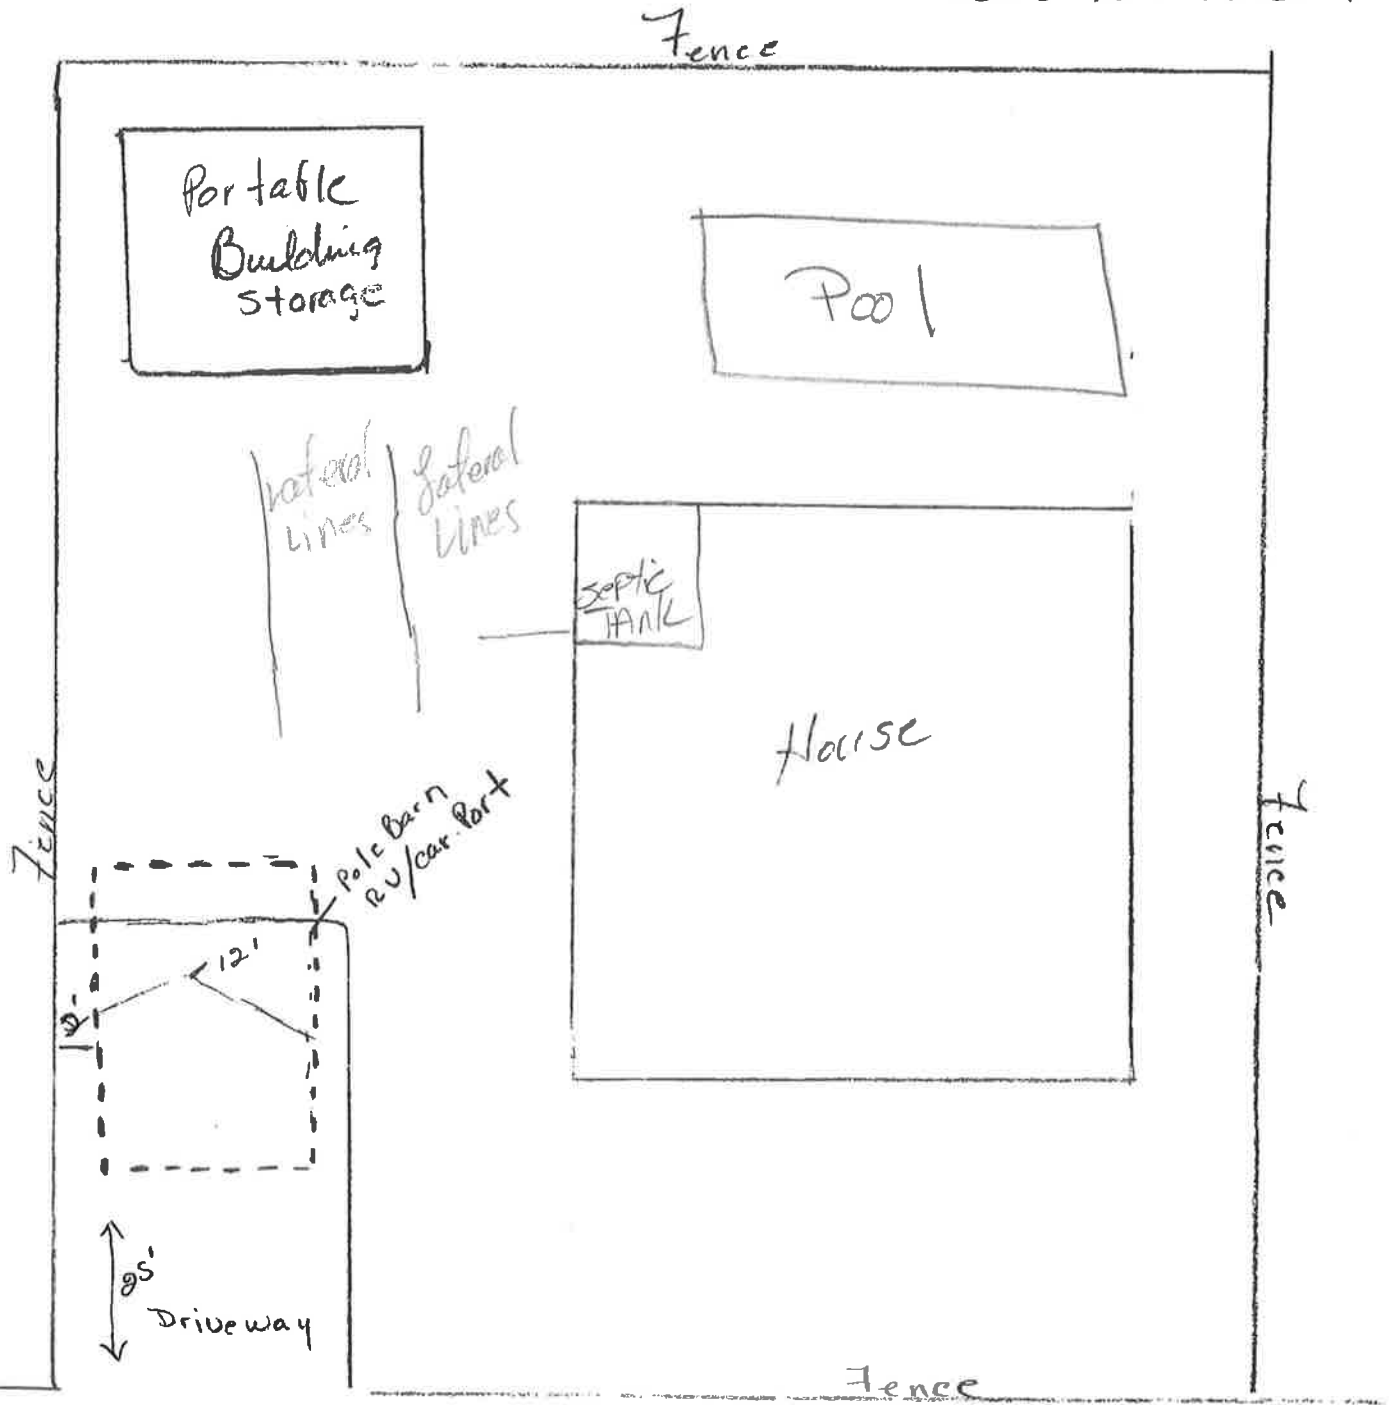 Fence
Portable
Building
Storage
Pool
Lateral
Lines
Lateral
Lines
Septic
TANK
House
Fence
Fence
Pole Barn
RV/car-Port
12'
25'
Driveway
Fence